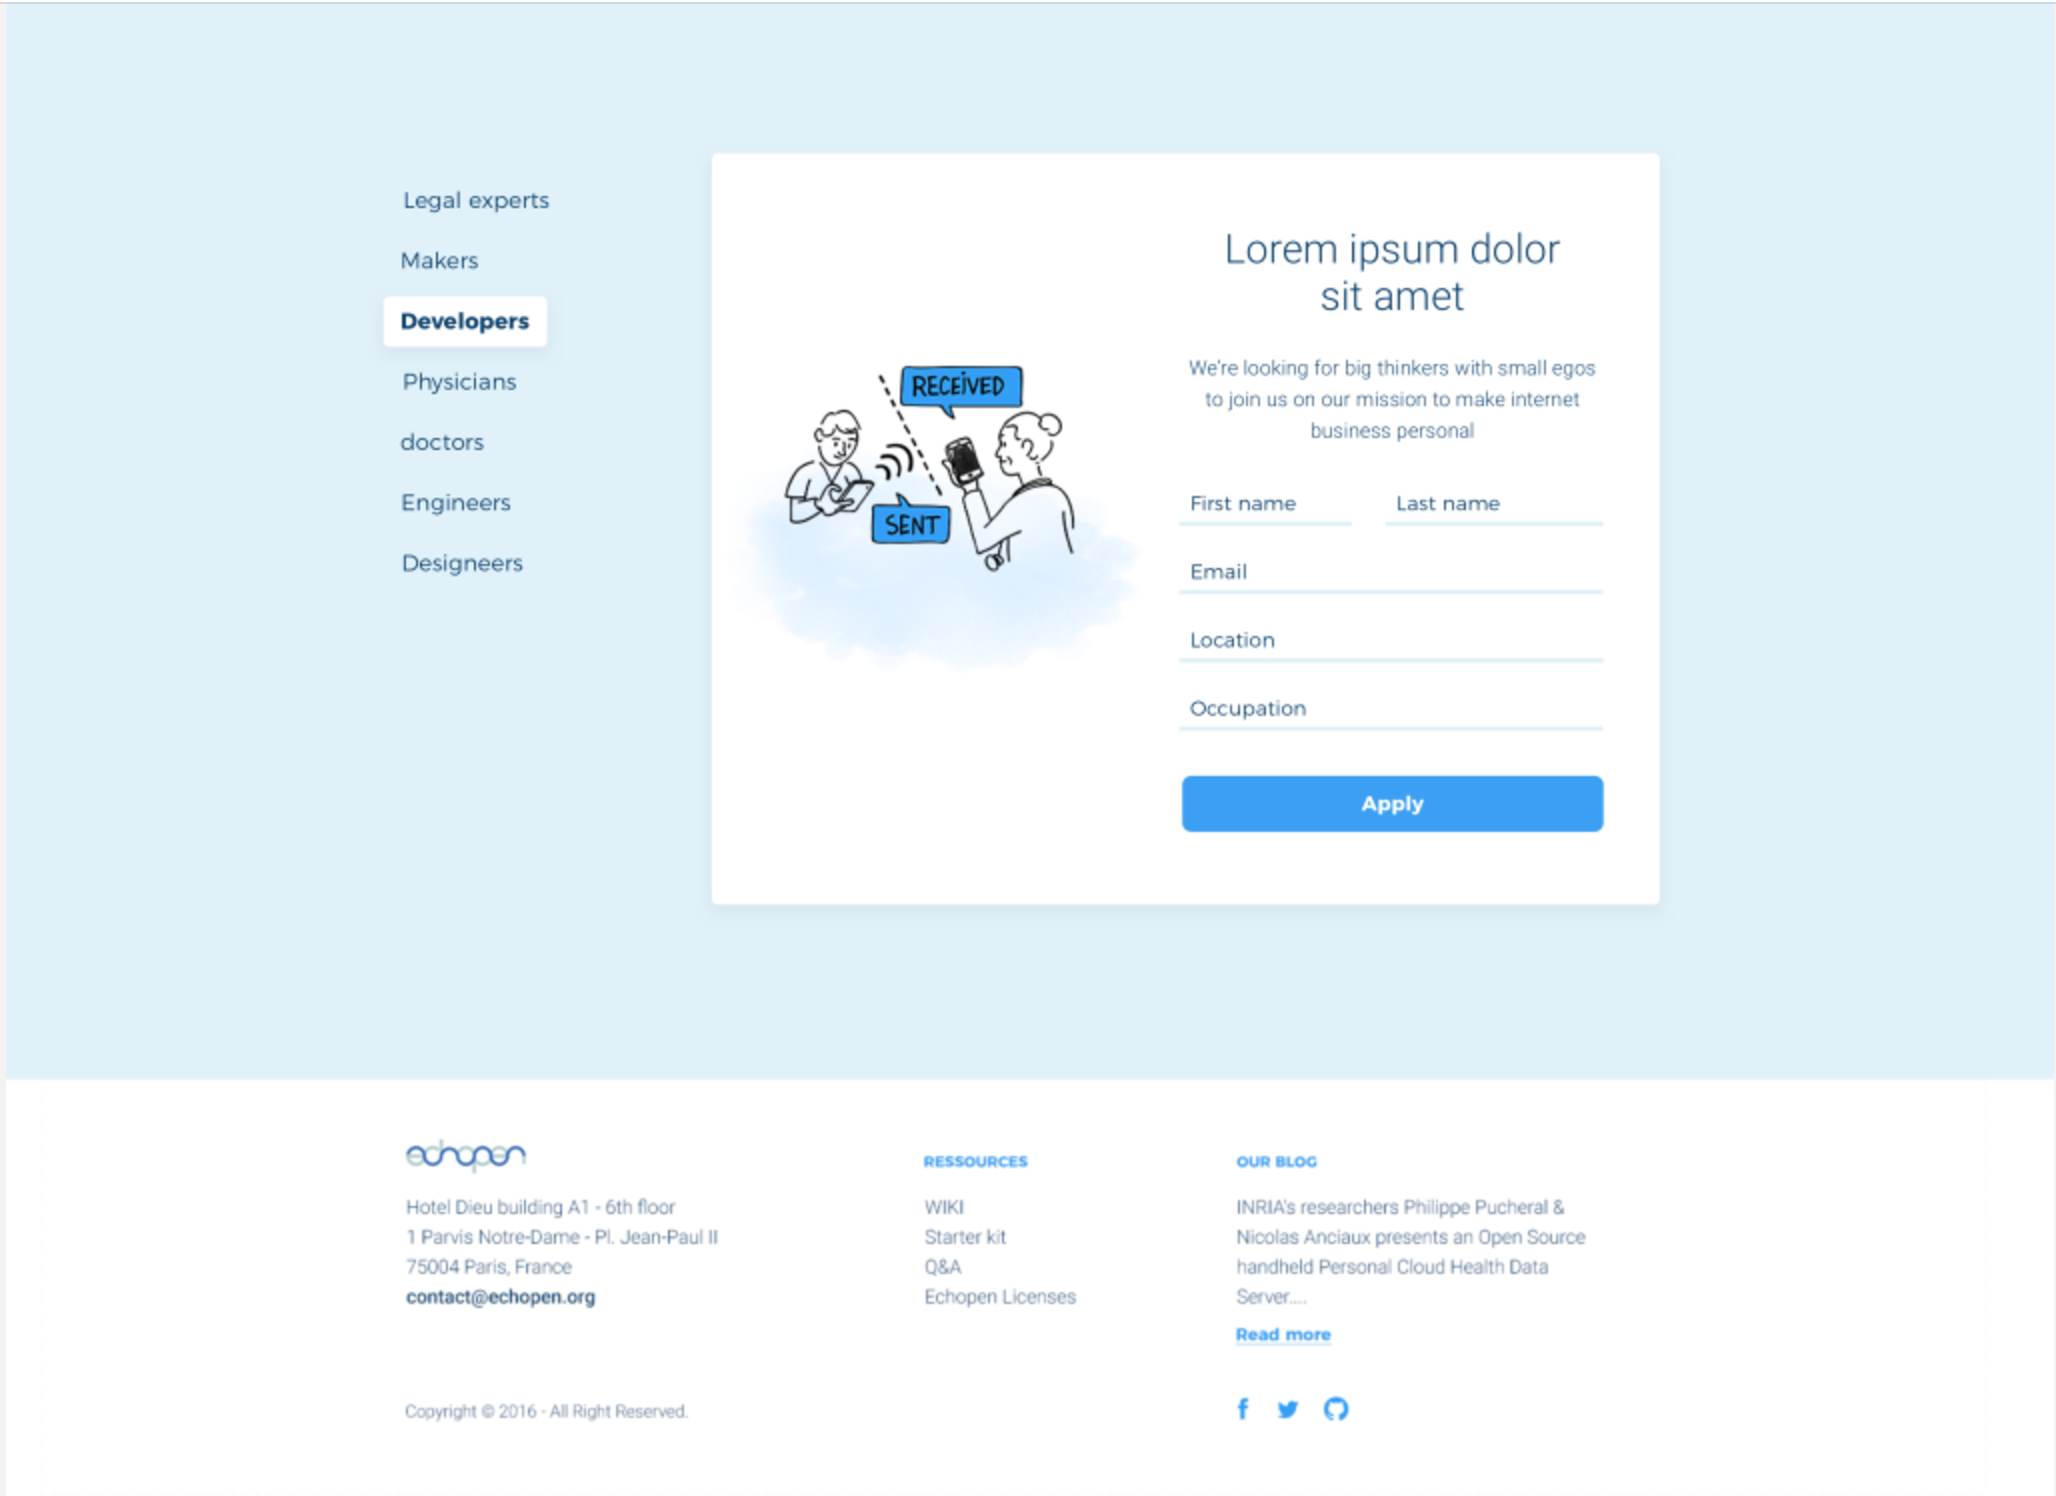 Legal experts
Makers
Developers
Physicians
doctors
Engineers
Designeers
RECEIVED
SENT
Lorem ipsum dolor
sit amet
We're looking for big thinkers with small egos
to join us on our mission to make internet
business personal
First name
Last name
Email
Location
Occupation
Apply
echopen
Hotel Dieu building A1 - 6th floor
1 Parvis Notre-Dame - Pl. Jean-Paul II
75004 Paris, France
contact@echopen.org
Copyright © 2016 - All Right Reserved.
RESSOURCES
WIKI
Starter kit
Q&A
Echopen Licenses
OUR BLOG
INRIA's researchers Philippe Pucheral &
Nicolas Anciaux presents an Open Source
handheld Personal Cloud Health Data
Server....
Read more